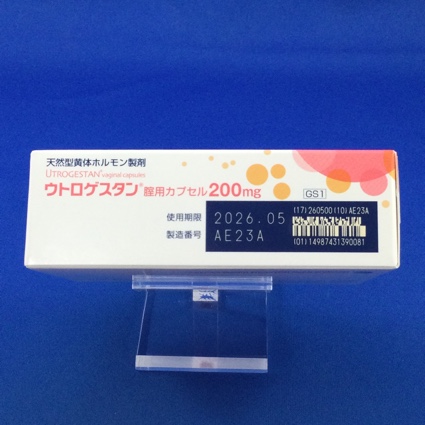 天然型黄体ホルモン製剤
UTROGESTAN® vaginal capsules
ウトロゲスタン® 腟用カプセル200mg
GS1
使用期限 2026.05
製造番号 AE23A
(17)260500(10)AE23A
(01)14987431390081